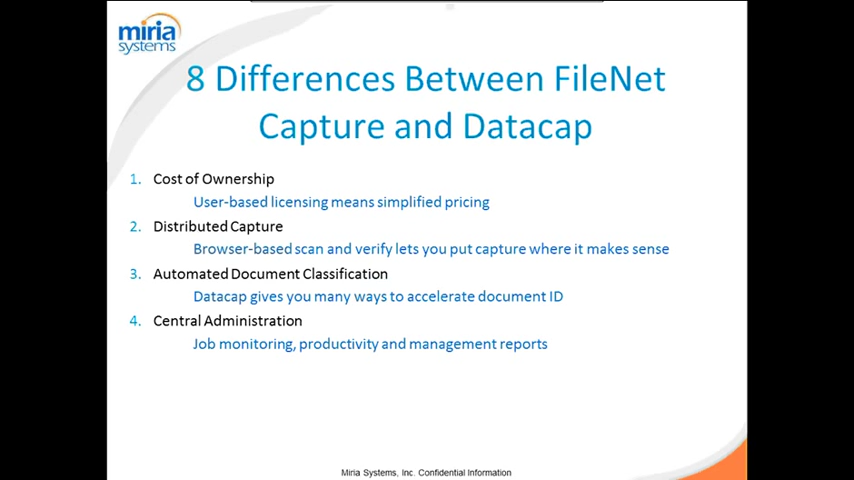 miria
systems
8 Differences Between FileNet
Capture and Datacap
1. Cost of Ownership
User-based licensing means simplified pricing
2. Distributed Capture
Browser-based scan and verify lets you put capture where it makes sense
3. Automated Document Classification
Datacap gives you many ways to accelerate document ID
4. Central Administration
Job monitoring, productivity and management reports
Miria Systems, Inc. Confidential Information